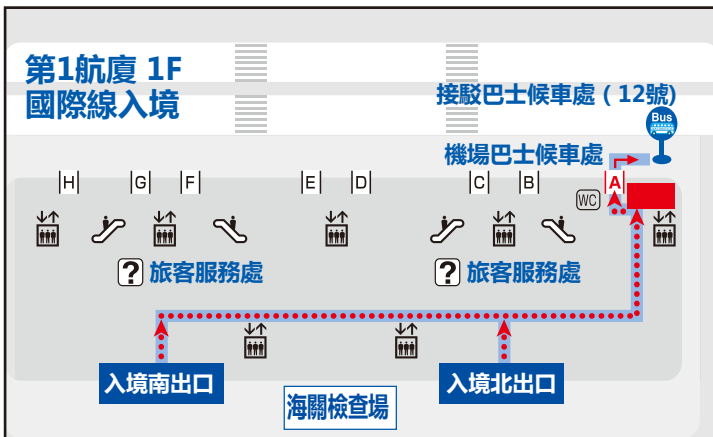 第1航廈 1F
國際線入境
接駁巴士候車處（12號)
Bus
機場巴士候車處
H
G
F
E
D
C
B
A
WC
? 旅客服務處
? 旅客服務處
入境南出口
入境北出口
海關檢查場